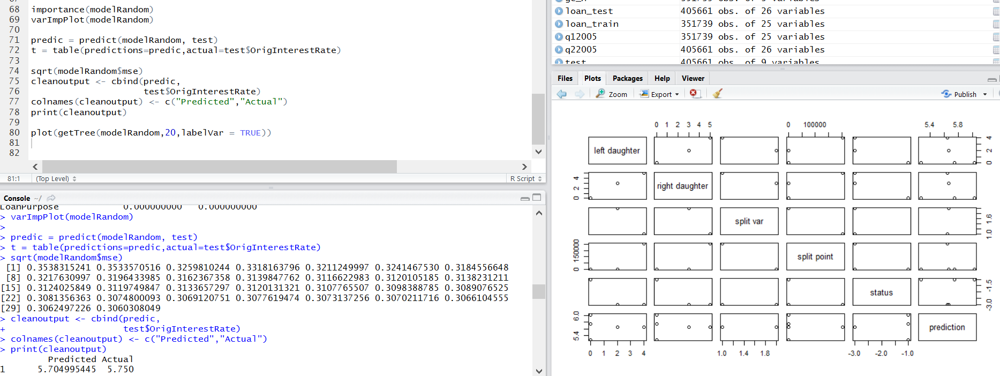 68 importance(modelRandom)
69 varImpPlot(modelRandom)
70
71 predic = predict(modelRandom, test)
72 t = table(predictions=predic,actual=test$OrigInterestRate)
73
74 sqrt(modelRandom$mse)
75 cleanoutput <- cbind(predic,
76 test$OrigInterestRate)
77 colnames(cleanoutput) <- c("Predicted","Actual")
78 print(cleanoutput)
79
80 plot(getTree(modelRandom,20,labelVar = TRUE))
81
82
81:1 (Top Level) R Script
Console ~/
LoanPurpose 0.000000000 0.000000000
> varImpPlot(modelRandom)
>
> predic = predict(modelRandom, test)
> t = table(predictions=predic,actual=test$OrigInterestRate)
> sqrt(modelRandom$mse)
[1] 0.3538315241 0.3533570516 0.3259810244 0.3318163796 0.3211249997 0.3241467530 0.3184556648
[8] 0.3217630997 0.3196433985 0.3162367358 0.3139847762 0.3116622983 0.3120105185 0.3138231211
[15] 0.3124025849 0.3119749847 0.3133657297 0.3120131321 0.3107765507 0.3098388785 0.3089076525
[22] 0.3081356363 0.3074800093 0.3069120751 0.3077619474 0.3073137256 0.3070211716 0.3066104555
[29] 0.3062497226 0.3060308049
> cleanoutput <- cbind(predic,
+ test$OrigInterestRate)
> colnames(cleanoutput) <- c("Predicted","Actual")
> print(cleanoutput)
Predicted Actual
1 5.704995445 5.750
loan_test 405661 obs. of 26 variables
loan_train 351739 obs. of 25 variables
q12005 351739 obs. of 25 variables
q22005 405661 obs. of 26 variables
test 405661 obs. of 9 variables
Files Plots Packages Help Viewer
Zoom Export Publish
0 1 2 3 4 5 0 100000 5.4 5.8
left daughter
0 2 4
right daughter
0 2 4
split var
1.0 1.6
split point
0 150000
status
-3.0 -1.5
prediction
5.4 6.0
0 1 2 3 4 1.0 1.4 1.8 -3.0 -2.0 -1.0